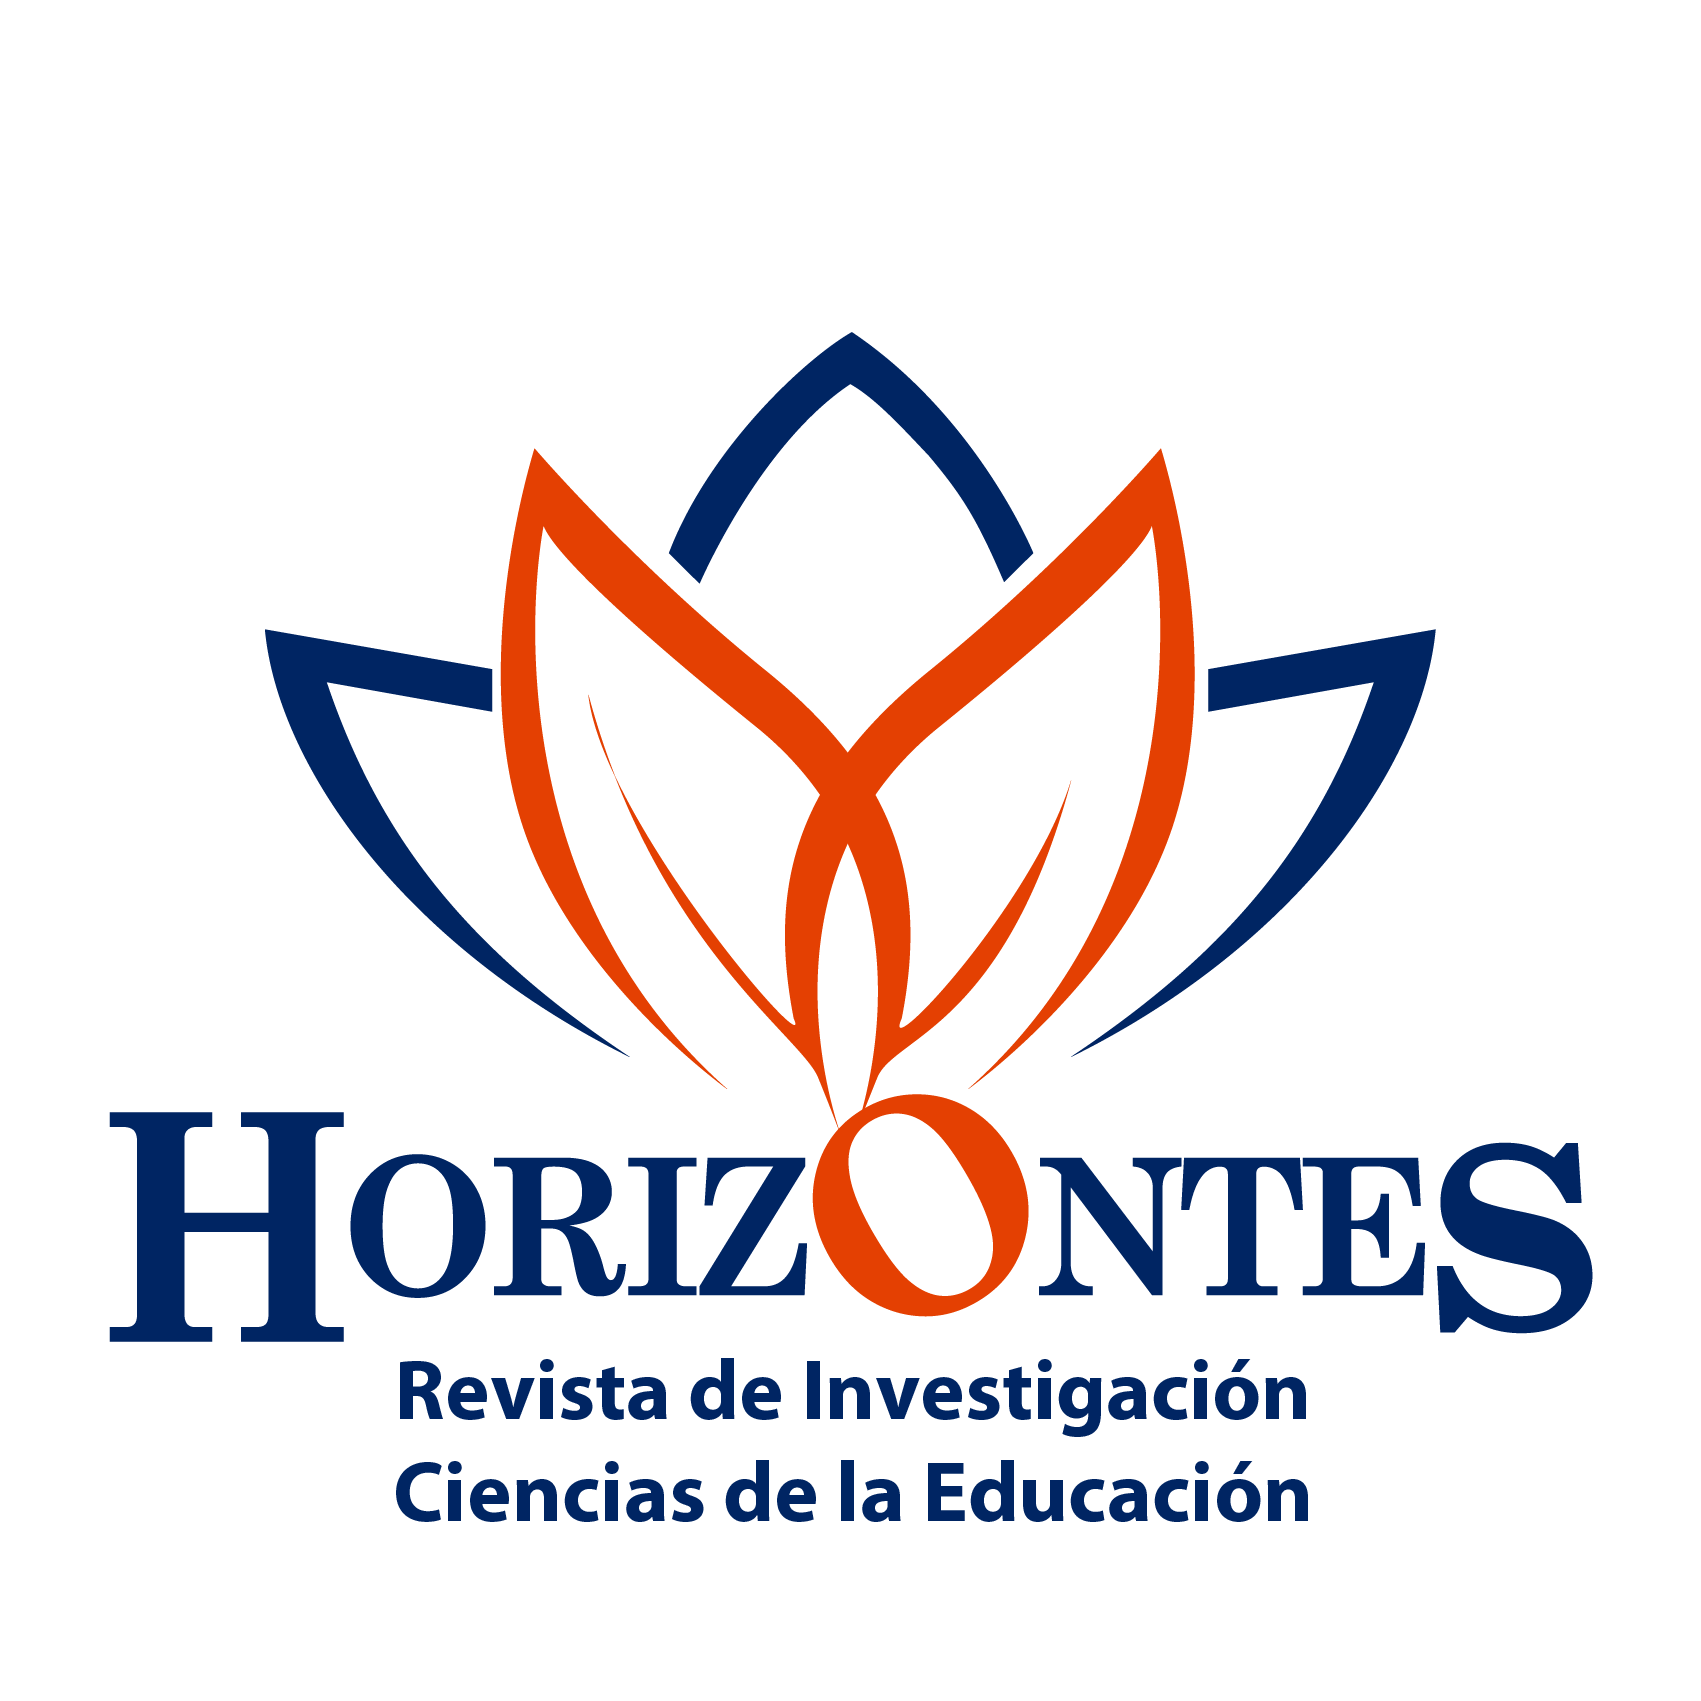 HORIZONTES
Revista de Investigación
Ciencias de la Educación